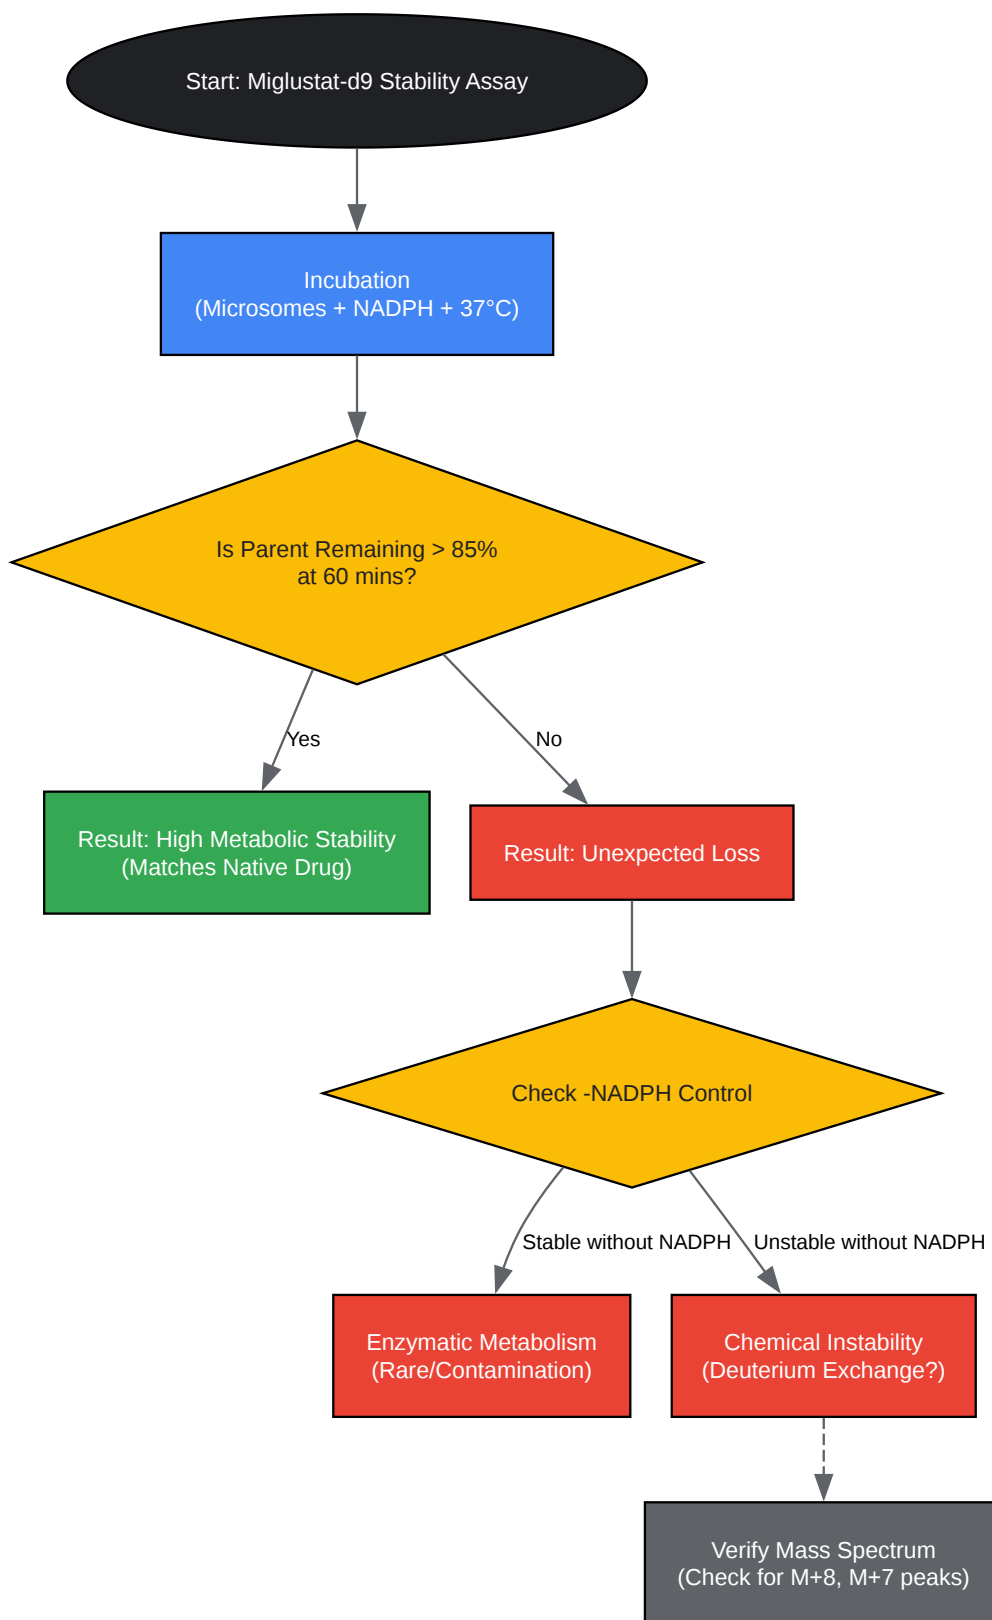 Start: Miglustat-d9 Stability Assay
Incubation
(Microsomes + NADPH + 37°C)
Is Parent Remaining > 85%
at 60 mins?
Yes
No
Result: High Metabolic Stability
(Matches Native Drug)
Result: Unexpected Loss
Check -NADPH Control
Stable without NADPH
Unstable without NADPH
Enzymatic Metabolism
(Rare/Contamination)
Chemical Instability
(Deuterium Exchange?)
Verify Mass Spectrum
(Check for M+8, M+7 peaks)